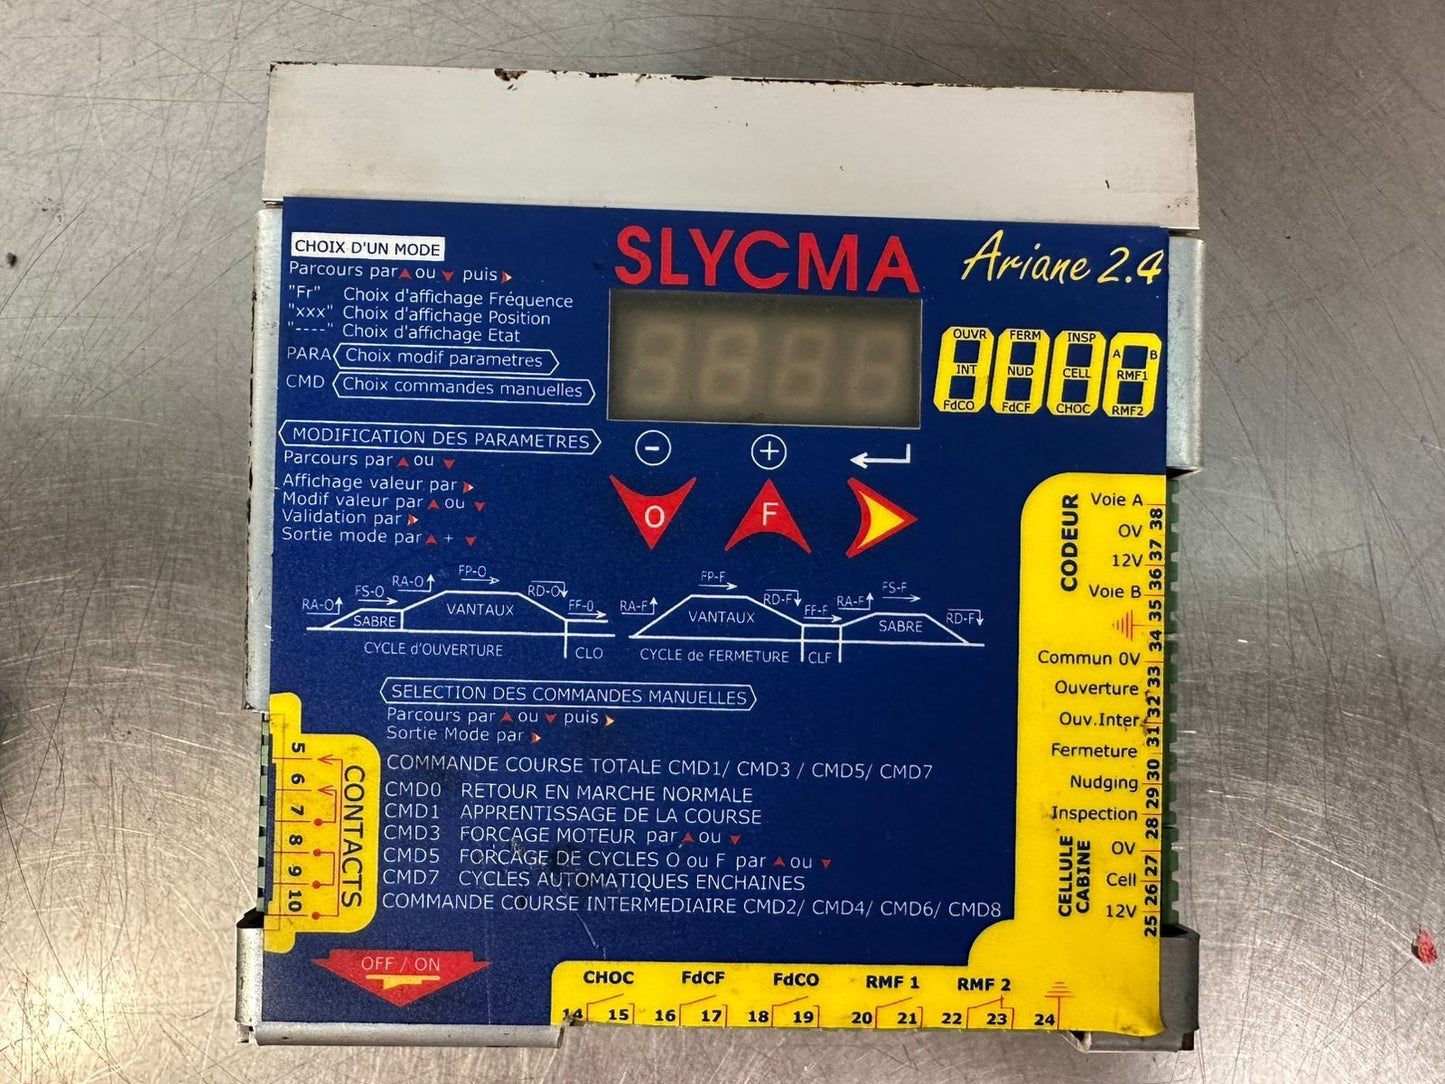 SLYCMA
Ariane 2.4
CHOIX D'UN MODE
Parcours par ou puis
"Fr" Choix d'affichage Fréquence
"xxx" Choix d'affichage Position
"----" Choix d'affichage Etat
PARA Choix modif parametres
CMD Choix commandes manuelles
OUVR FERM INSP A B
INT NUD CELL RMF1
FdCO FdCF CHOC RMF2
MODIFICATION DES PARAMETRES
Parcours par ou
Affichage valeur par
Modif valeur par ou
Validation par
Sortie mode par +
- +
O F
RA-O FS-O RA-O FP-O RD-O FF-O
SABRE VANTAUX
CYCLE d'OUVERTURE CLO
RA-F FP-F RD-F FF-F RA-F FS-F RD-F
VANTAUX SABRE
CYCLE de FERMETURE CLF
SELECTION DES COMMANDES MANUELLES
Parcours par ou puis
Sortie Mode par
COMMANDE COURSE TOTALE CMD1/ CMD3 / CMD5/ CMD7
CMD0 RETOUR EN MARCHE NORMALE
CMD1 APPRENTISSAGE DE LA COURSE
CMD3 FORCAGE MOTEUR par ou
CMD5 FORCAGE DE CYCLES O ou F par ou
CMD7 CYCLES AUTOMATIQUES ENCHAINES
COMMANDE COURSE INTERMEDIAIRE CMD2/ CMD4/ CMD6/ CMD8
CODEUR
Voie A 38
0V 37
12V 36
Voie B 35
34
Commun 0V 33
Ouverture 32
Ouv.Inter 31
Fermeture 30
Nudging 29
Inspection 28
CELLULE CABINE
0V 27
Cell 26
12V 25
CONTACTS
5
6
7
8
9
10
OFF / ON
CHOC FdCF FdCO RMF 1 RMF 2
14 15 16 17 18 19 20 21 22 23 24